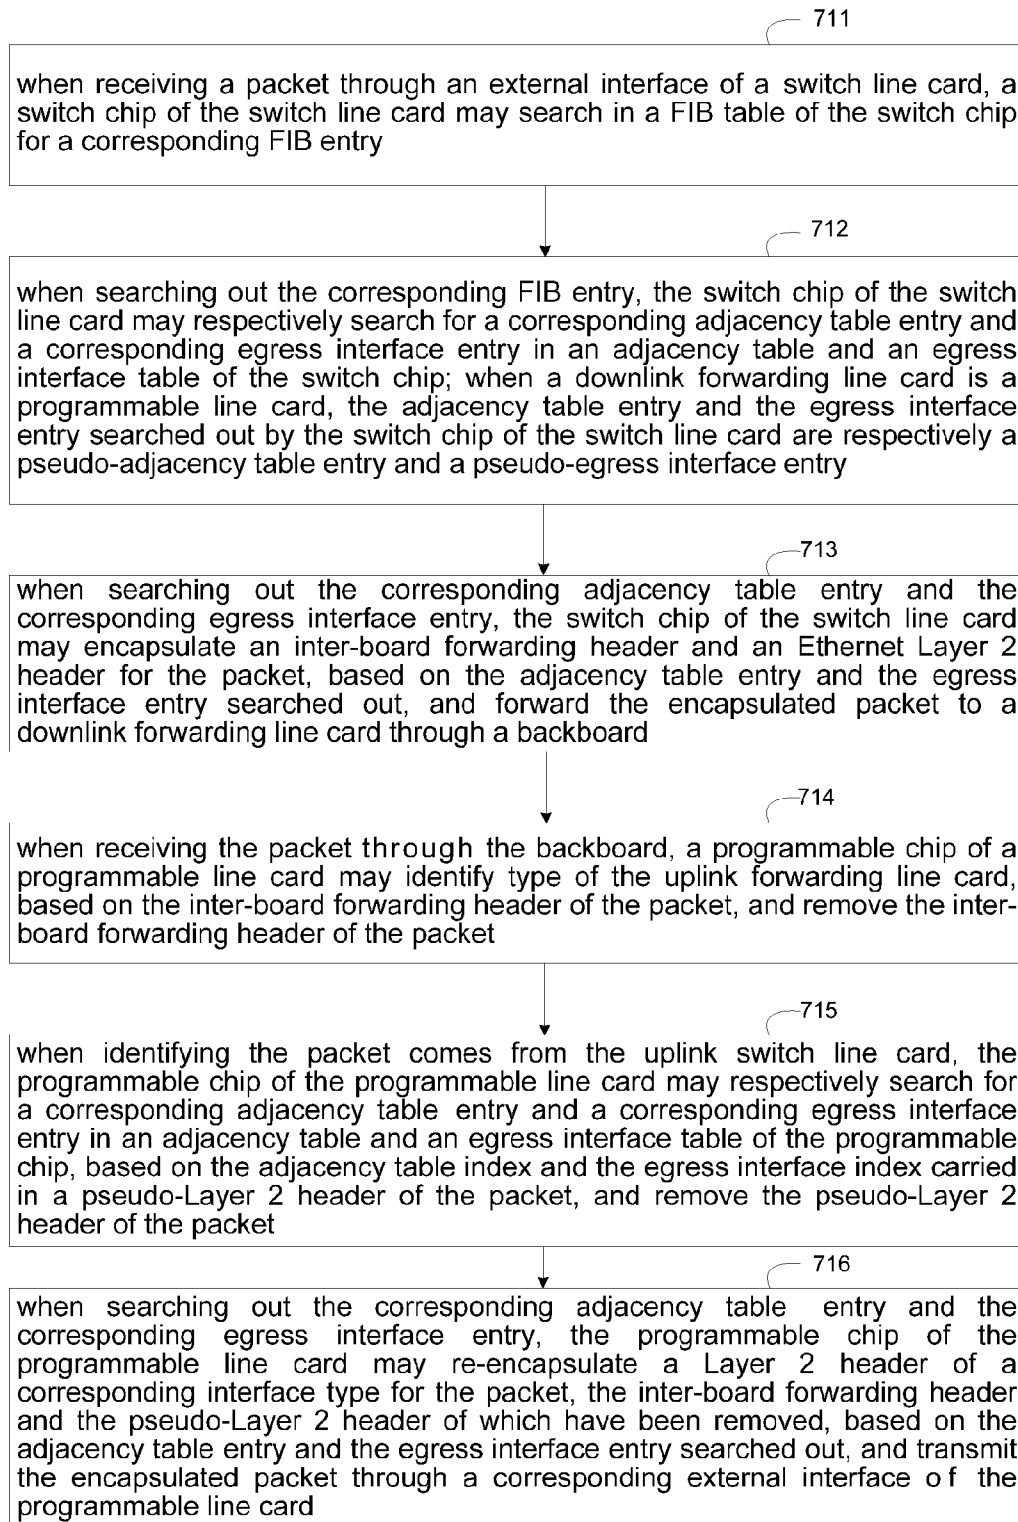 711
when receiving a packet through an external interface of a switch line card, a
switch chip of the switch line card may search in a FIB table of the switch chip
for a corresponding FIB entry
712
when searching out the corresponding FIB entry, the switch chip of the switch
line card may respectively search for a corresponding adjacency table entry and
a corresponding egress interface entry in an adjacency table and an egress
interface table of the switch chip; when a downlink forwarding line card is a
programmable line card, the adjacency table entry and the egress interface
entry searched out by the switch chip of the switch line card are respectively a
pseudo-adjacency table entry and a pseudo-egress interface entry
713
when searching out the corresponding adjacency table entry and the
corresponding egress interface entry, the switch chip of the switch line card
may encapsulate an inter-board forwarding header and an Ethernet Layer 2
header for the packet, based on the adjacency table entry and the egress
interface entry searched out, and forward the encapsulated packet to a
downlink forwarding line card through a backboard
714
when receiving the packet through the backboard, a programmable chip of a
programmable line card may identify type of the uplink forwarding line card,
based on the inter-board forwarding header of the packet, and remove the inter-
board forwarding header of the packet
715
when identifying the packet comes from the uplink switch line card, the
programmable chip of the programmable line card may respectively search for
a corresponding adjacency table entry and a corresponding egress interface
entry in an adjacency table and an egress interface table of the programmable
chip, based on the adjacency table index and the egress interface index carried
in a pseudo-Layer 2 header of the packet, and remove the pseudo-Layer 2
header of the packet
716
when searching out the corresponding adjacency table entry and the
corresponding egress interface entry, the programmable chip of the
programmable line card may re-encapsulate a Layer 2 header of a
corresponding interface type for the packet, the inter-board forwarding header
and the pseudo-Layer 2 header of which have been removed, based on the
adjacency table entry and the egress interface entry searched out, and transmit
the encapsulated packet through a corresponding external interface of the
programmable line card